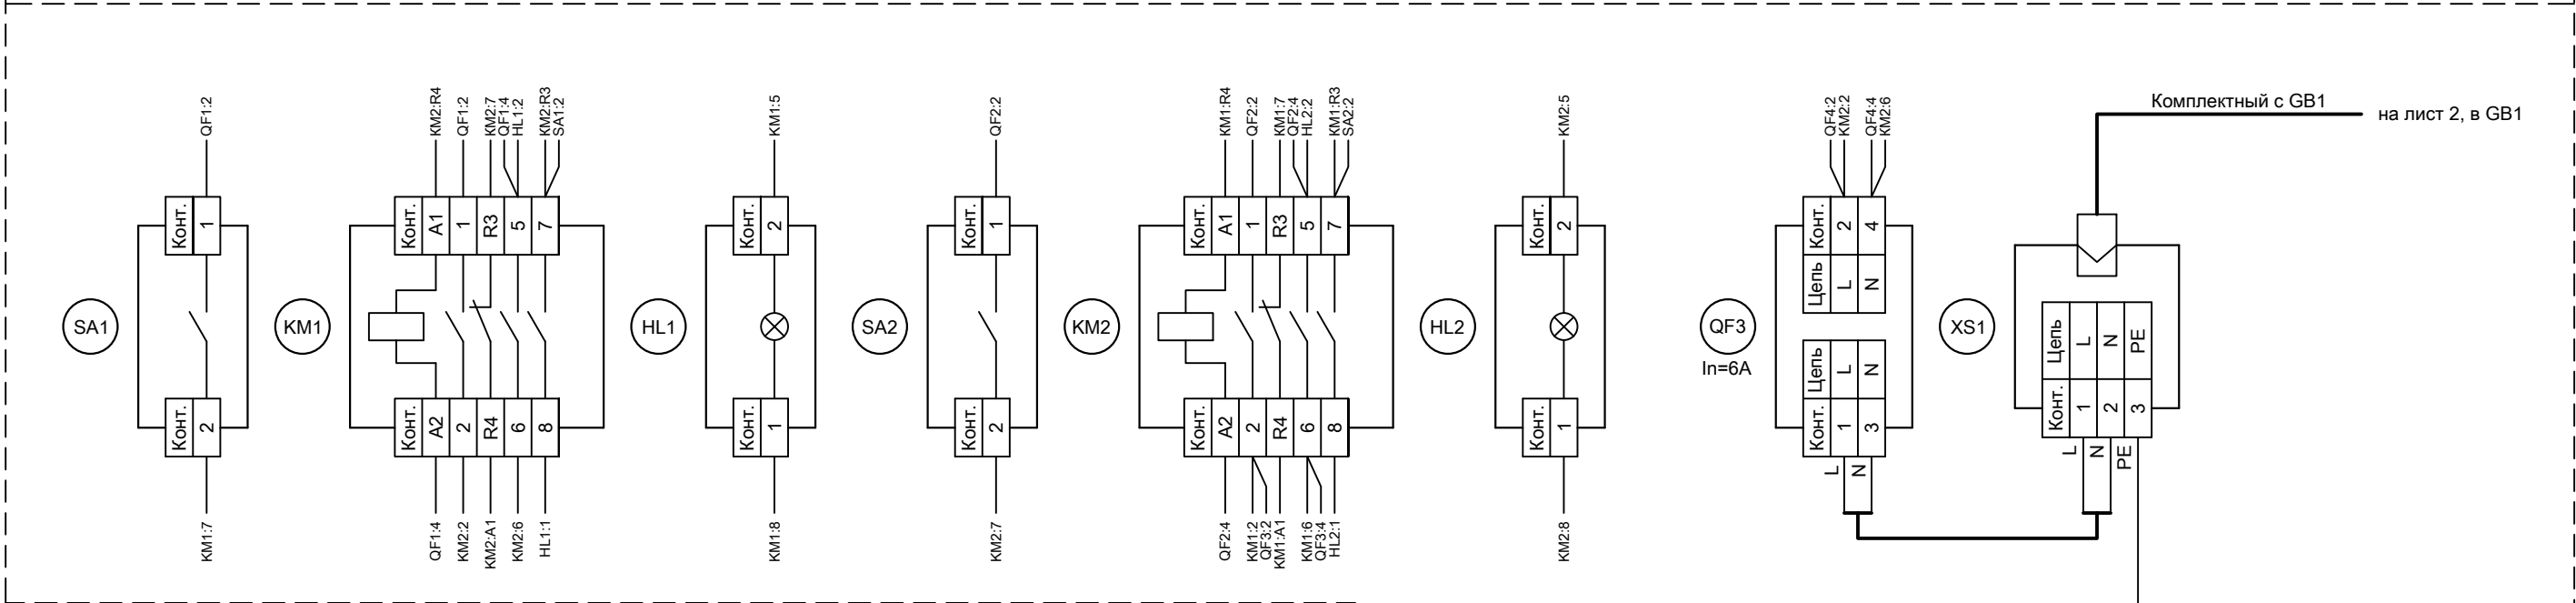 QF1:2
Конт.
1
SA1
Конт.
2
KM1:7
KM2:R4
QF1:2
KM2:7
QF1:4
HL1:2
KM2:R3
SA1:2
Конт.
A1
1
R3
5
7
KM1
Конт.
A2
2
R4
6
8
QF1:4
KM2:2
KM2:A1
KM2:6
HL1:1
KM1:5
Конт.
2
HL1
Конт.
1
KM1:8
QF2:2
Конт.
1
SA2
Конт.
2
KM2:7
KM1:R4
QF2:2
KM1:7
QF2:4
HL2:2
KM1:R3
SA2:2
Конт.
A1
1
R3
5
7
KM2
Конт.
A2
2
R4
6
8
QF2:4
KM1:2
QF3:2
KM1:A1
KM1:6
QF3:4
HL2:1
KM2:5
Конт.
2
HL2
Конт.
1
KM2:8
QF4:2
KM2:2
QF4:4
KM2:6
Конт.
2
4
Цепь
L
N
QF3
In=6A
Цепь
L
N
Конт.
1
3
L
N
Комплектный с GB1
на лист 2, в GB1
XS1
Цепь
L
N
PE
Конт.
1
2
3
L
N
PE